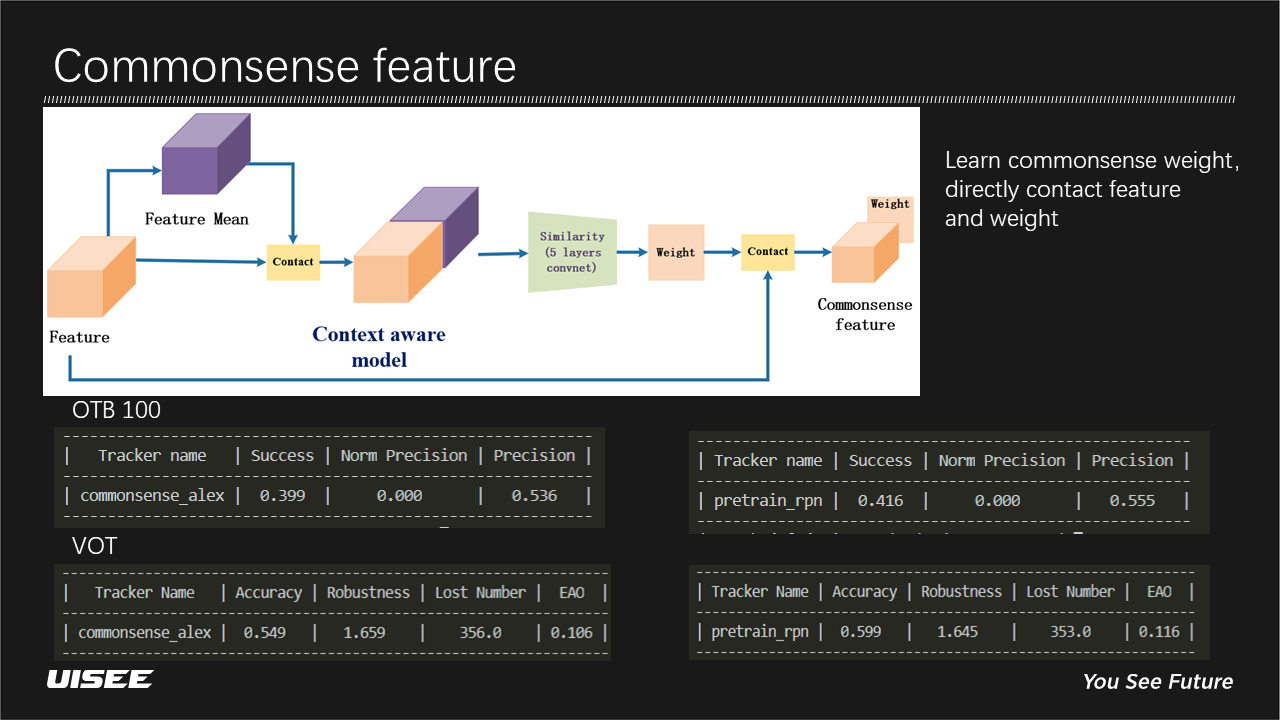 Commonsense feature
Feature Mean
Feature
Contact
Context aware
model
Similarity
(5 layers
convnet)
Weight
Contact
Weight
Commonsense
feature
Learn commonsense weight,
directly contact feature
and weight
OTB 100
| Tracker name | Success | Norm Precision | Precision |
| commonsense_alex | 0.399 | 0.000 | 0.536 |
| Tracker name | Success | Norm Precision | Precision |
| pretrain_rpn | 0.416 | 0.000 | 0.555 |
VOT
| Tracker Name | Accuracy | Robustness | Lost Number | EAO |
| commonsense_alex | 0.549 | 1.659 | 356.0 | 0.106 |
| Tracker Name | Accuracy | Robustness | Lost Number | EAO |
| pretrain_rpn | 0.599 | 1.645 | 353.0 | 0.116 |
UISEE
You See Future